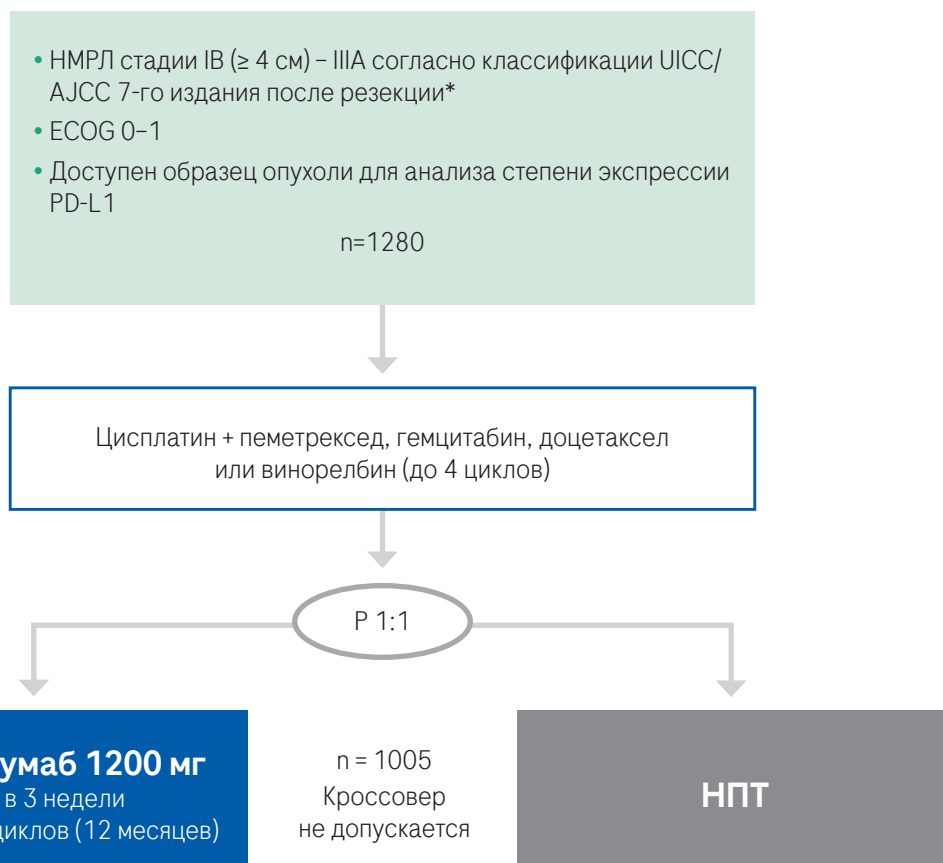 • НМРЛ стадии IB (≥ 4 см) – IIIA согласно классификации UICC/
AJCC 7-го издания после резекции*
• ECOG 0–1
• Доступен образец опухоли для анализа степени экспрессии
PD-L1
n=1280
Цисплатин + пеметрексед, гемцитабин, доцетаксел
или винорелбин (до 4 циклов)
Р 1:1
умаб 1200 мг
в 3 недели
циклов (12 месяцев)
n = 1005
Кроссовер
не допускается
НПТ